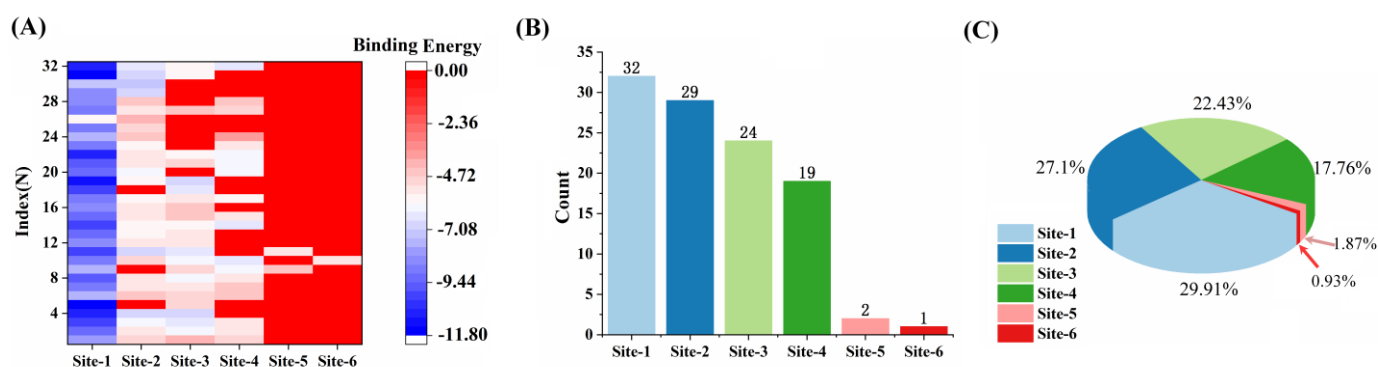 (A)
Binding Energy
32
28
24
20
16
12
8
4
Index(N)
Site-1 Site-2 Site-3 Site-4 Site-5 Site-6
0.00
-2.36
-4.72
-7.08
-9.44
-11.80
(B)
35
30
25
20
15
10
5
0
Count
32
29
24
19
2
1
Site-1 Site-2 Site-3 Site-4 Site-5 Site-6
(C)
22.43%
27.1%
17.76%
1.87%
0.93%
29.91%
Site-1
Site-2
Site-3
Site-4
Site-5
Site-6